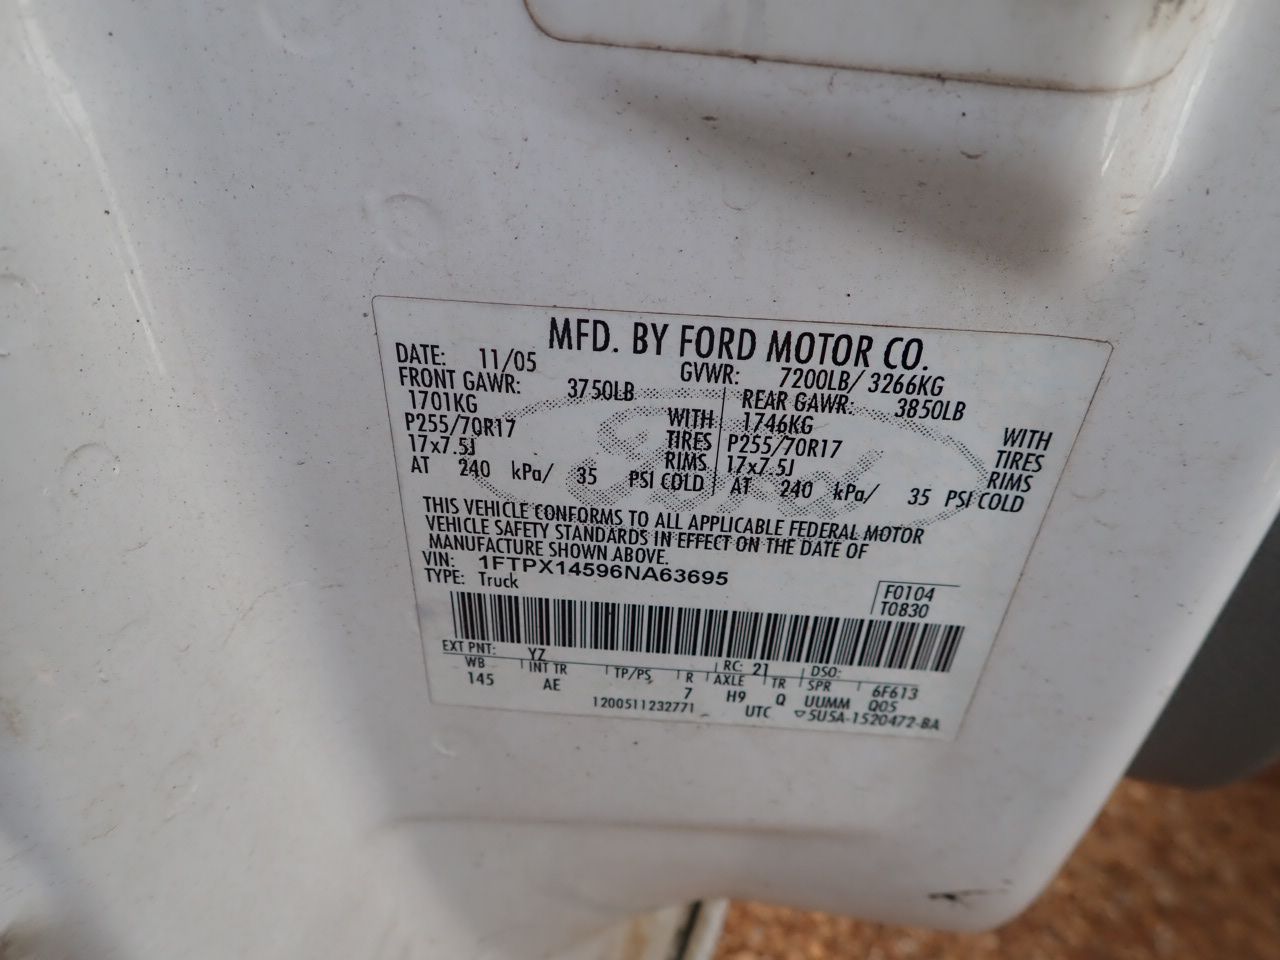 MFD. BY FORD MOTOR CO.
DATE: 11/05 GVWR: 7200LB/ 3266KG
FRONT GAWR: 3750LB REAR GAWR: 3850LB
1701KG WITH 1746KG WITH
P255/70R17 TIRES P255/70R17 TIRES
17x7.5J RIMS 17x7.5J RIMS
AT 240 kPa/ 35 PSI COLD AT 240 kPa/ 35 PSI COLD
THIS VEHICLE CONFORMS TO ALL APPLICABLE FEDERAL MOTOR
VEHICLE SAFETY STANDARDS IN EFFECT ON THE DATE OF
MANUFACTURE SHOWN ABOVE.
VIN: 1FTPX14596NA63695
TYPE: Truck
F0104
T0830
EXT PNT: YZ RC: 21 DSO:
WB INT TR TP/PS R AXLE TR SPR 6F613
145 AE 7 H9 Q UUMM Q05
1200511232771 UTC ▽5U5A-1520472-BA
Ford